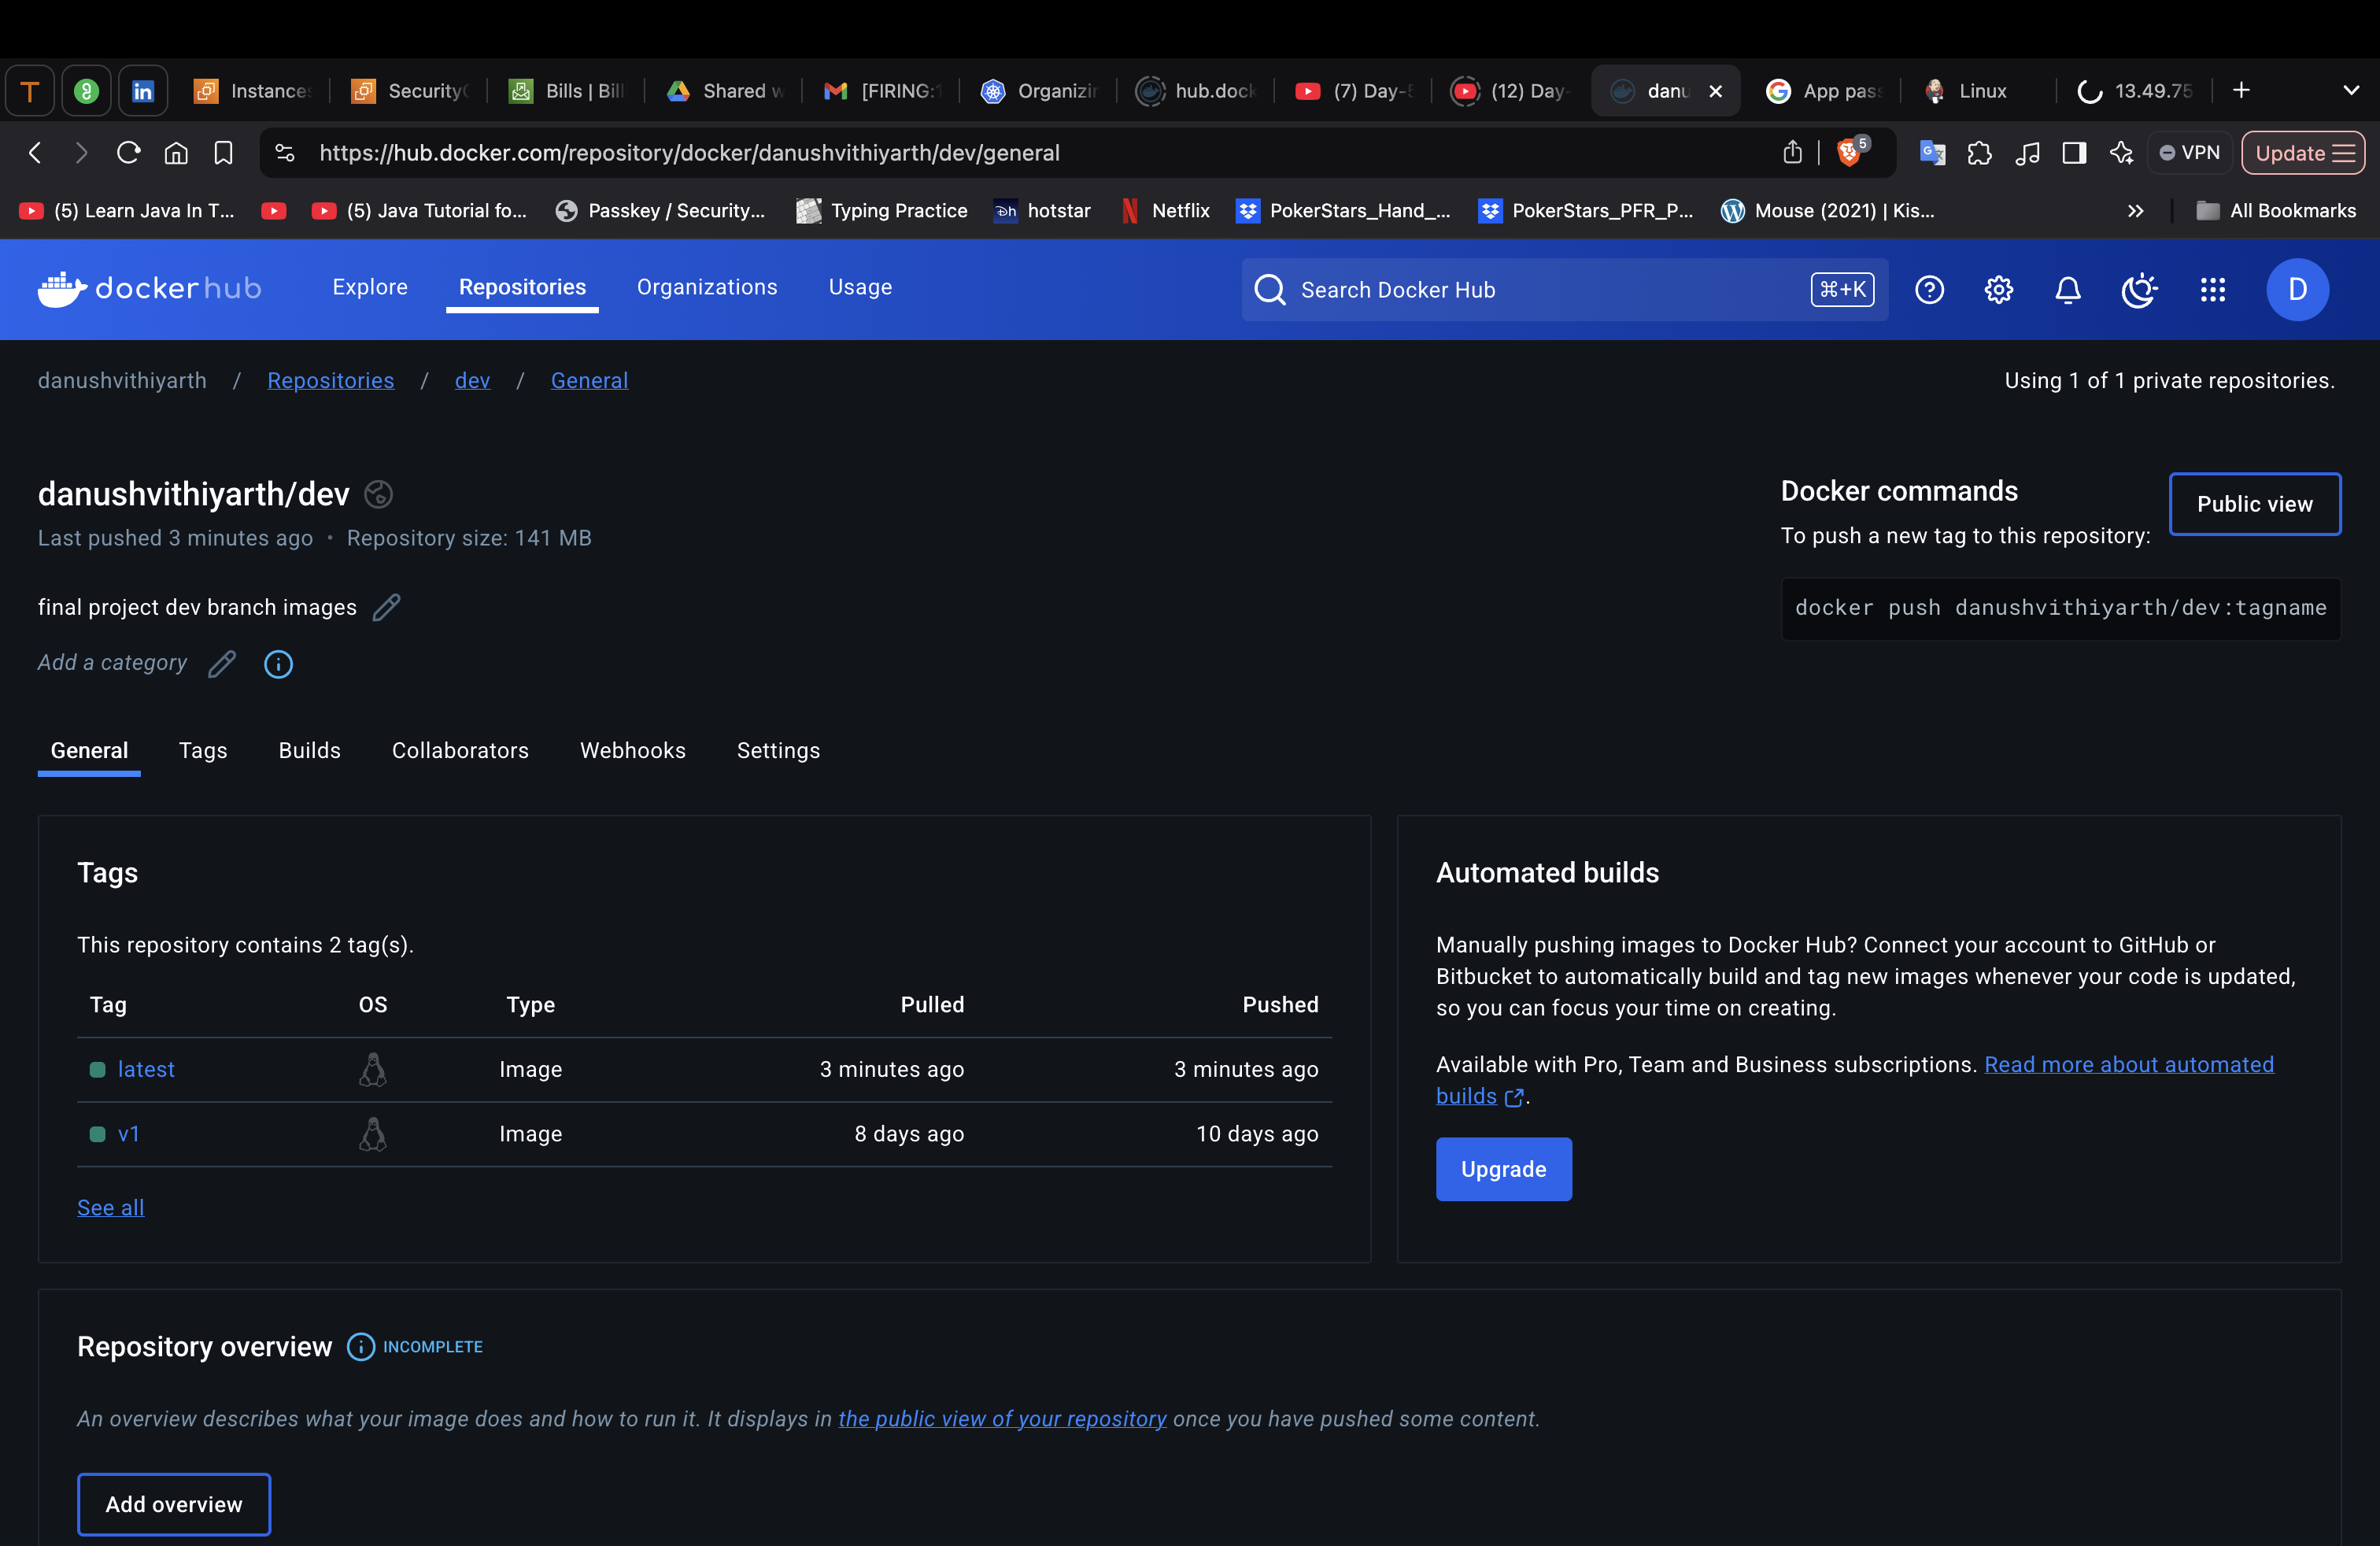 Instances
Security
Bills | Bill
Shared w
[FIRING:1
Organizin
hub.dock
(7) Day-5
(12) Day-
danu
App pass
Linux
13.49.75
https://hub.docker.com/repository/docker/danushvithiyarth/dev/general
5
VPN
Update
(5) Learn Java In T...
(5) Java Tutorial fo...
Passkey / Security...
Typing Practice
hotstar
Netflix
PokerStars_Hand_...
PokerStars_PFR_P...
Mouse (2021) | Kis...
All Bookmarks
dockerhub
Explore
Repositories
Organizations
Usage
Search Docker Hub
⌘+K
D
danushvithiyarth / Repositories / dev / General
Using 1 of 1 private repositories.
danushvithiyarth/dev
Last pushed 3 minutes ago • Repository size: 141 MB
final project dev branch images
Add a category
Docker commands
To push a new tag to this repository:
Public view
docker push danushvithiyarth/dev:tagname
General
Tags
Builds
Collaborators
Webhooks
Settings
Tags
This repository contains 2 tag(s).
Tag OS Type Pulled Pushed
latest Image 3 minutes ago 3 minutes ago
v1 Image 8 days ago 10 days ago
See all
Automated builds
Manually pushing images to Docker Hub? Connect your account to GitHub or
Bitbucket to automatically build and tag new images whenever your code is updated,
so you can focus your time on creating.
Available with Pro, Team and Business subscriptions. Read more about automated
builds .
Upgrade
Repository overview INCOMPLETE
An overview describes what your image does and how to run it. It displays in the public view of your repository once you have pushed some content.
Add overview